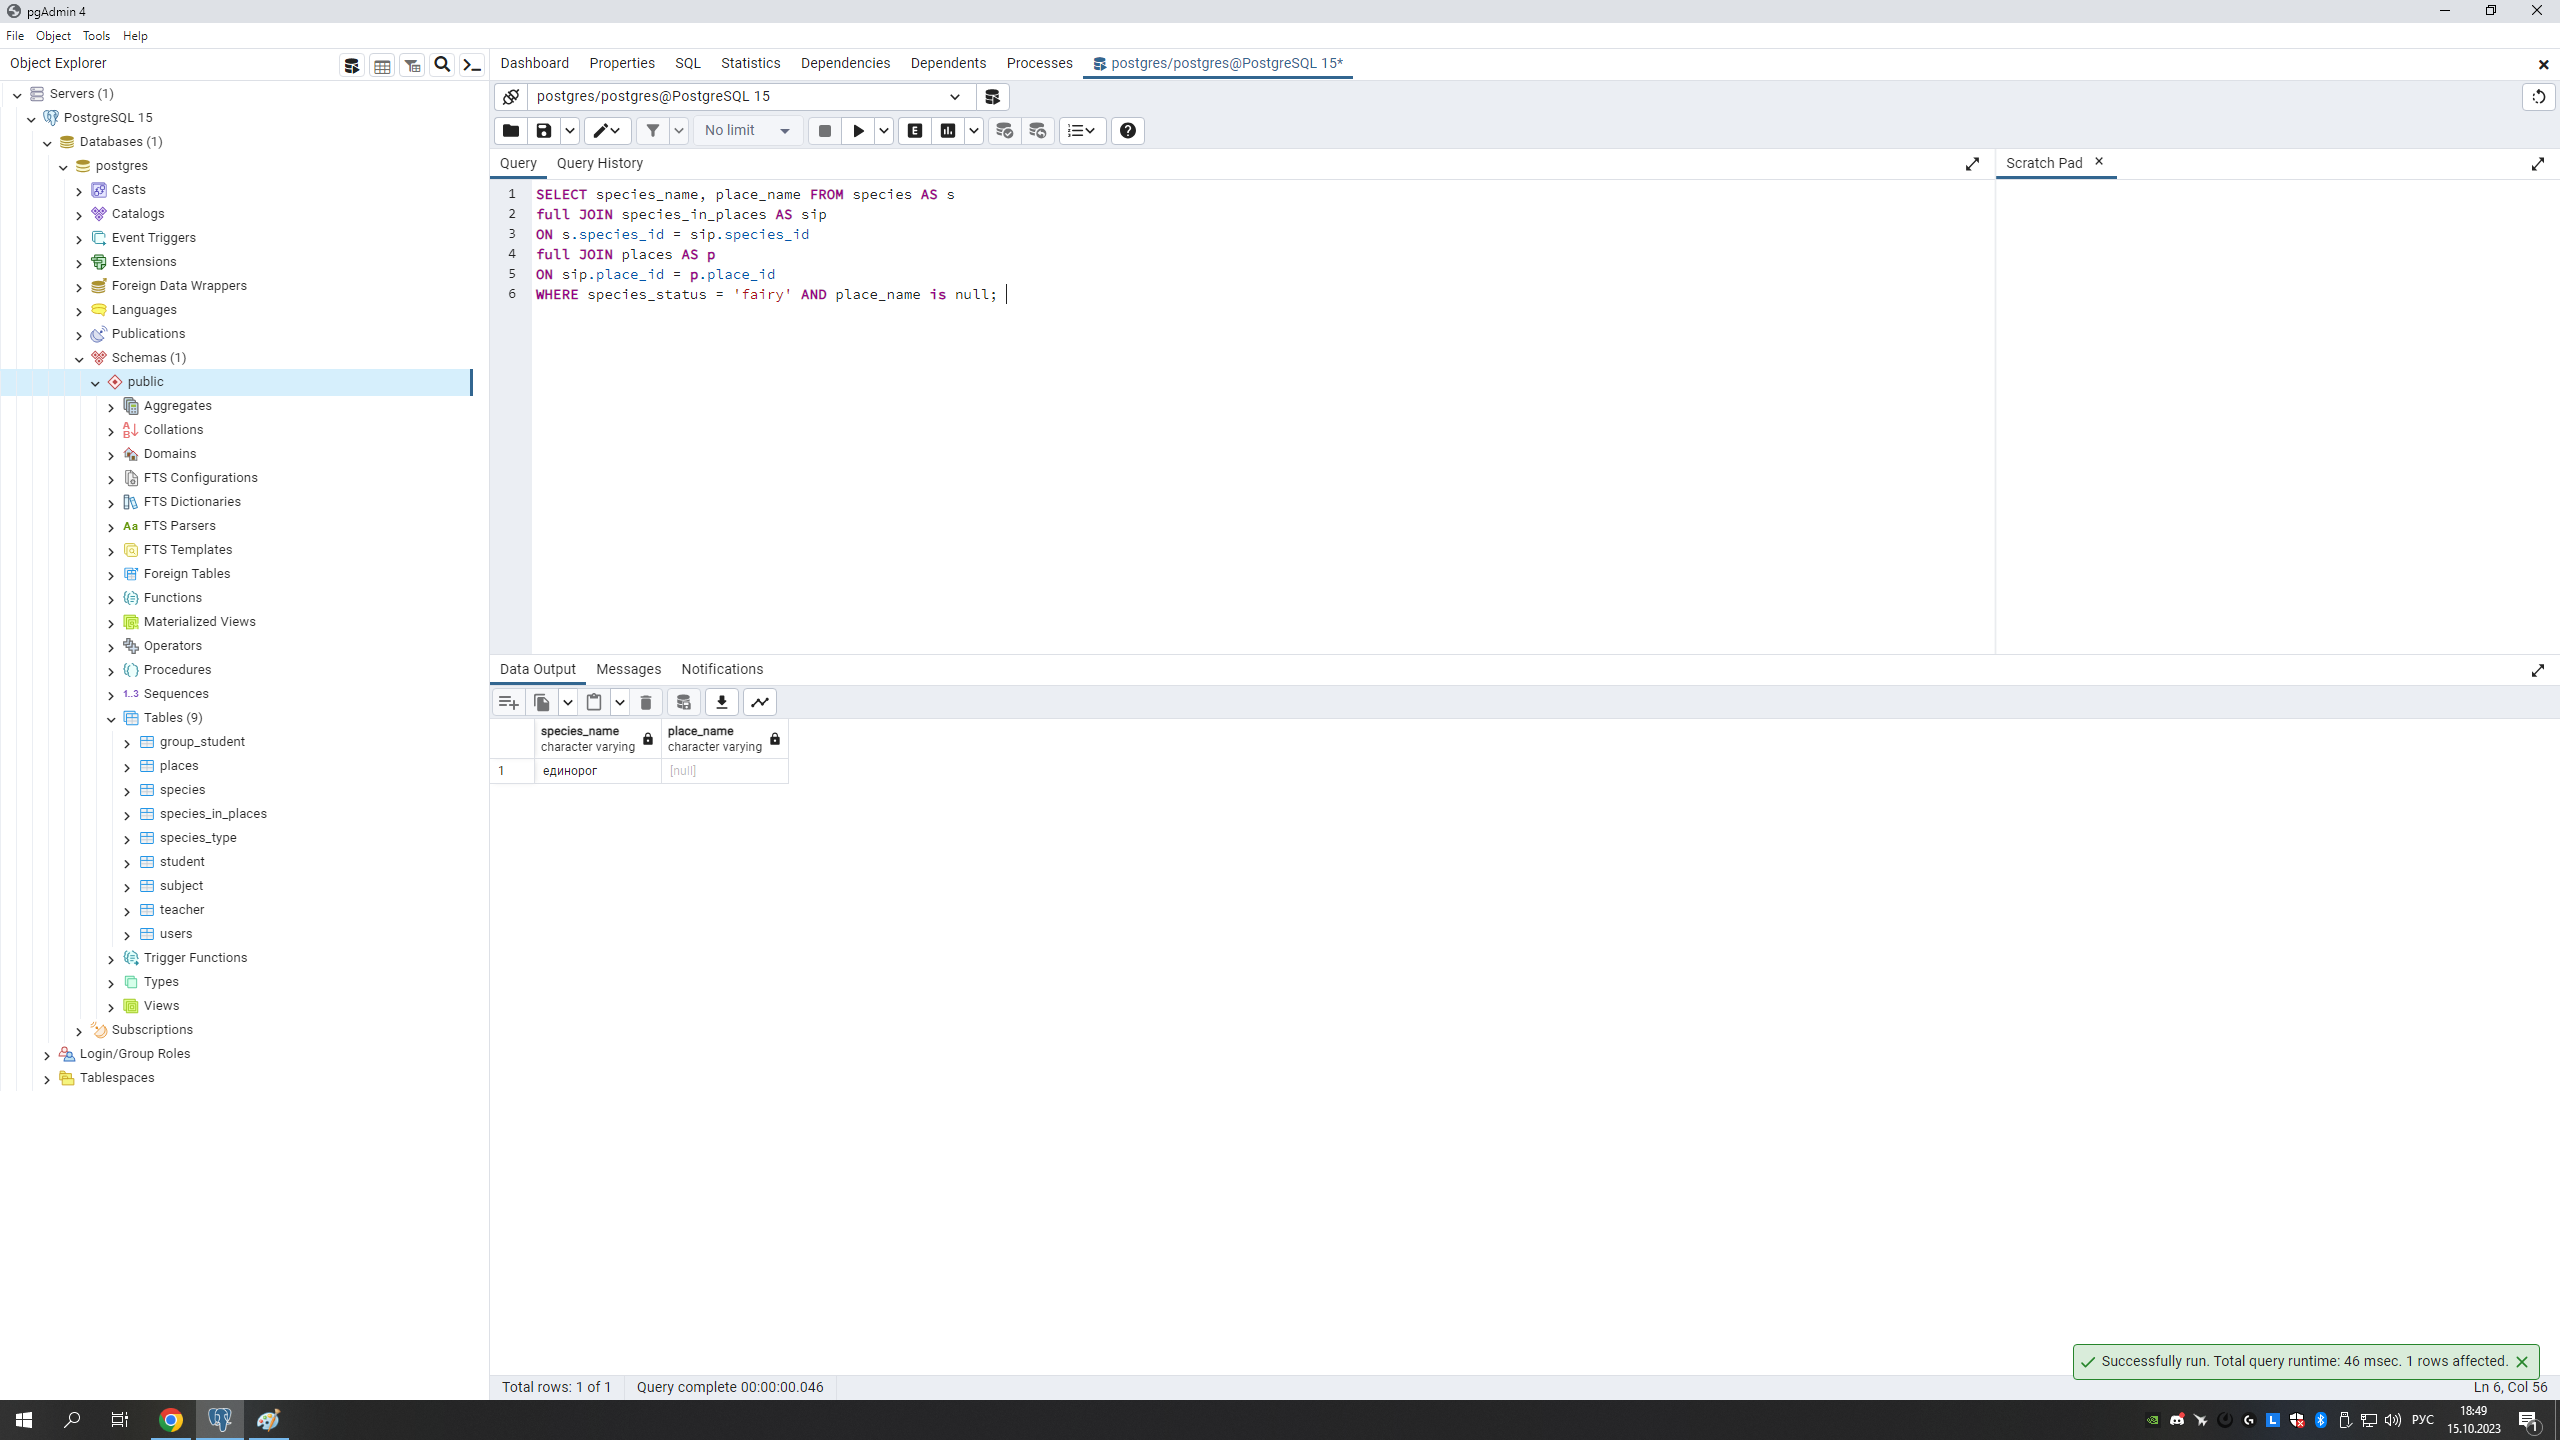 pgAdmin 4
File Object Tools Help
Object Explorer
Dashboard Properties SQL Statistics Dependencies Dependents Processes postgres/postgres@PostgreSQL 15*
Servers (1)
PostgreSQL 15
Databases (1)
postgres
Casts
Catalogs
Event Triggers
Extensions
Foreign Data Wrappers
Languages
Publications
Schemas (1)
public
Aggregates
Collations
Domains
FTS Configurations
FTS Dictionaries
Aa FTS Parsers
FTS Templates
Foreign Tables
Functions
Materialized Views
Operators
Procedures
1..3 Sequences
Tables (9)
group_student
places
species
species_in_places
species_type
student
subject
teacher
users
Trigger Functions
Types
Views
Subscriptions
Login/Group Roles
Tablespaces
postgres/postgres@PostgreSQL 15
No limit
E
Query Query History
Scratch Pad
1 SELECT species_name, place_name FROM species AS s
2 full JOIN species_in_places AS sip
3 ON s.species_id = sip.species_id
4 full JOIN places AS p
5 ON sip.place_id = p.place_id
6 WHERE species_status = 'fairy' AND place_name is null;
Data Output Messages Notifications
species_name place_name
character varying character varying
1 единорог [null]
Successfully run. Total query runtime: 46 msec. 1 rows affected.
Total rows: 1 of 1 Query complete 00:00:00.046
Ln 6, Col 56
РУС
18:49
15.10.2023
1